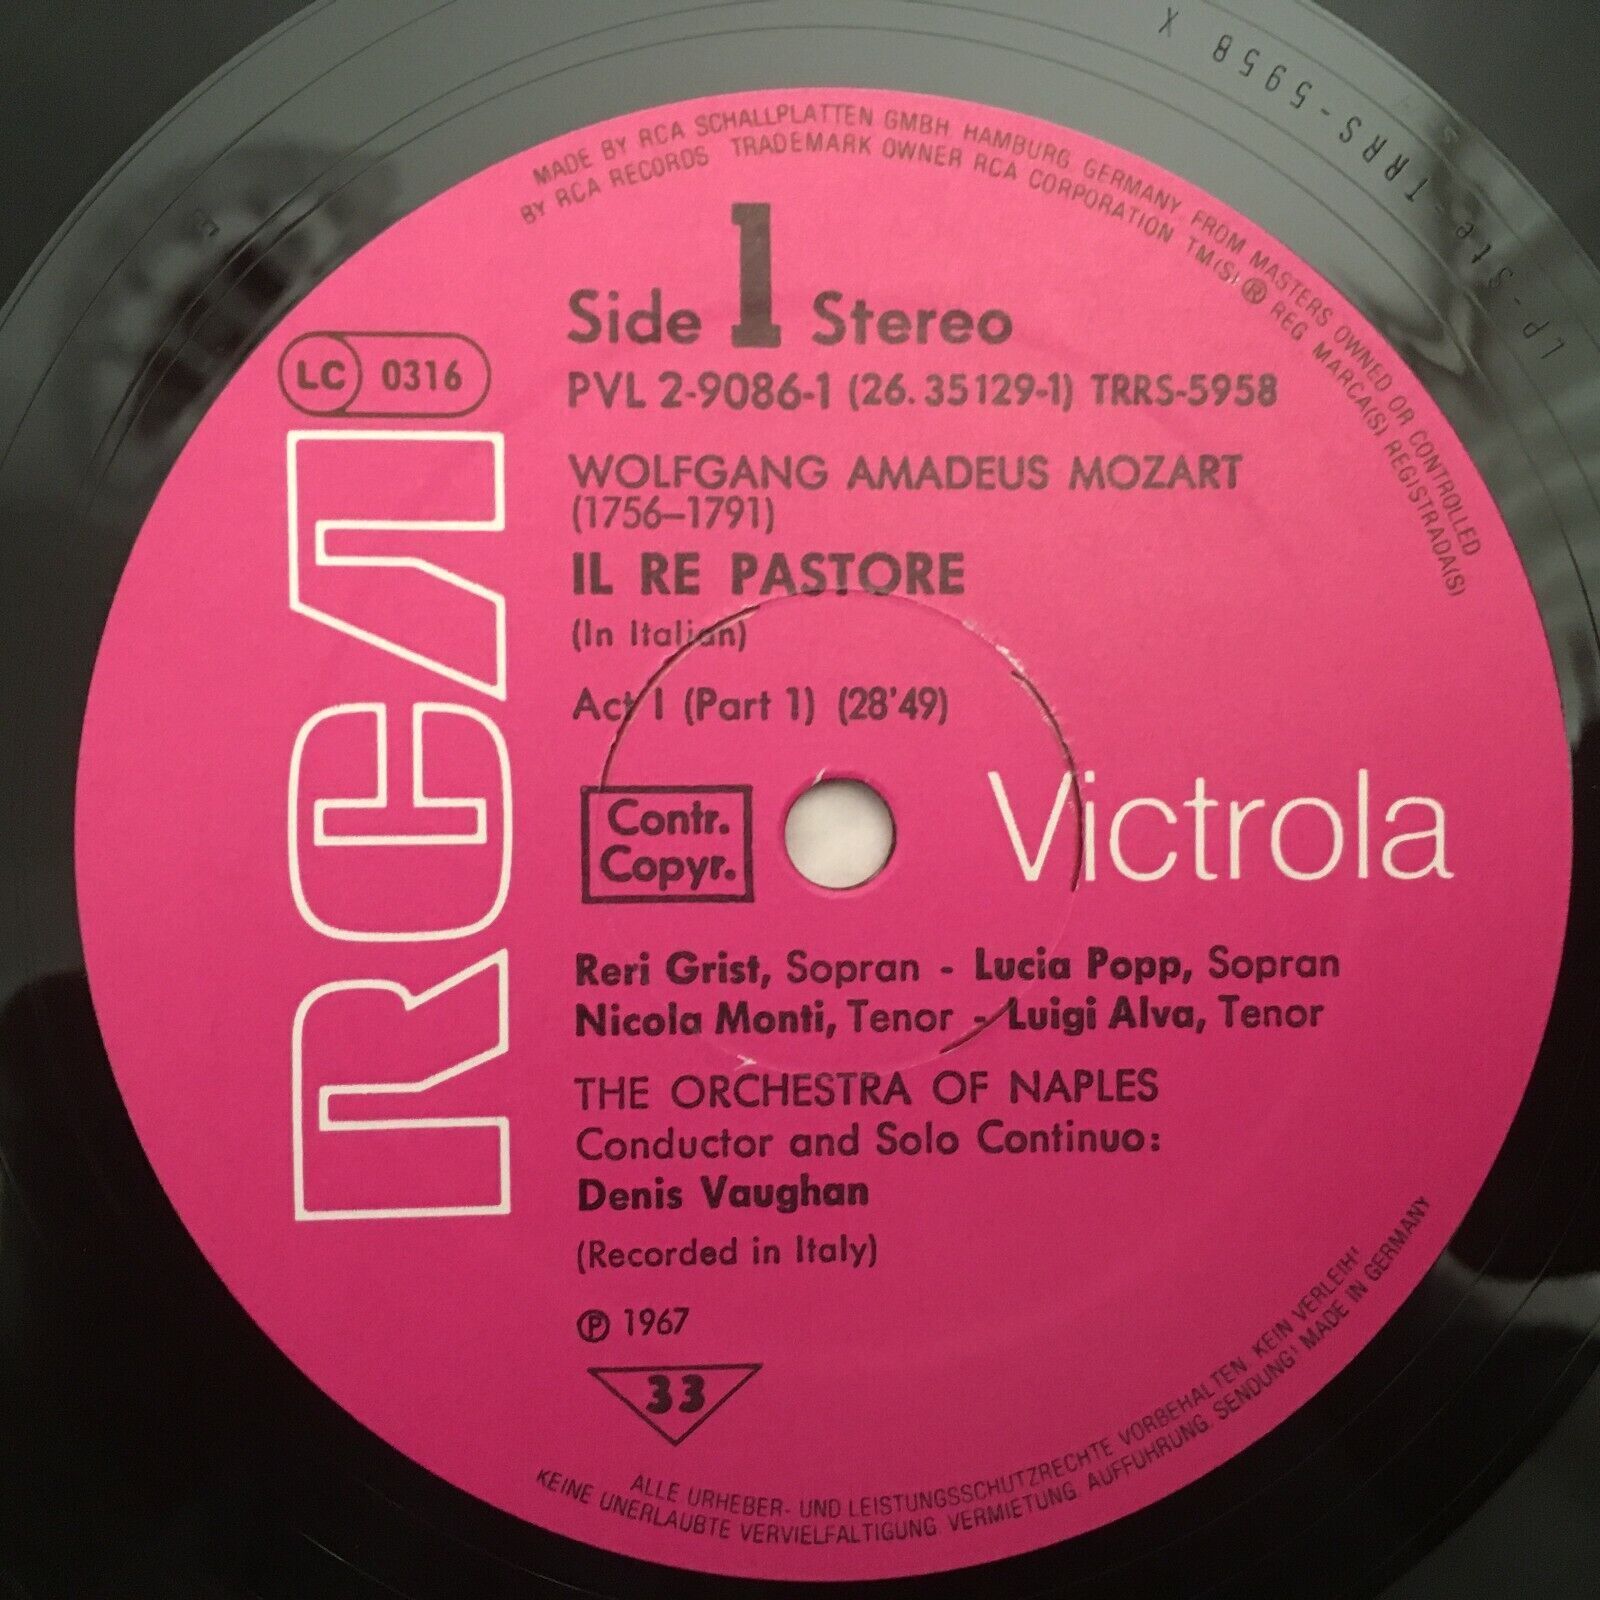 LP-Ste-TRRS-5958 X
MADE BY RCA SCHALLPLATTEN GMBH HAMBURG, GERMANY, FROM MASTERS OWNED OR CONTROLLED
BY RCA RECORDS TRADEMARK OWNER RCA CORPORATION TM(S) ® REG. MARCA(S) REGISTRADA(S)
Side 1 Stereo
LC 0316
PVL 2-9086-1 (26.35129-1) TRRS-5958
WOLFGANG AMADEUS MOZART
(1756–1791)
IL RE PASTORE
(In Italian)
Act I (Part 1) (28'49)
RCA
Contr.
Copyr.
Victrola
Reri Grist, Sopran - Lucia Popp, Sopran
Nicola Monti, Tenor - Luigi Alva, Tenor
THE ORCHESTRA OF NAPLES
Conductor and Solo Continuo:
Denis Vaughan
(Recorded in Italy)
℗ 1967
33
ALLE URHEBER- UND LEISTUNGSSCHUTZRECHTE VORBEHALTEN. KEIN VERLEIH!
KEINE UNERLAUBTE VERVIELFALTIGUNG, VERMIETUNG, AUFFUHRUNG, SENDUNG! MADE IN GERMANY